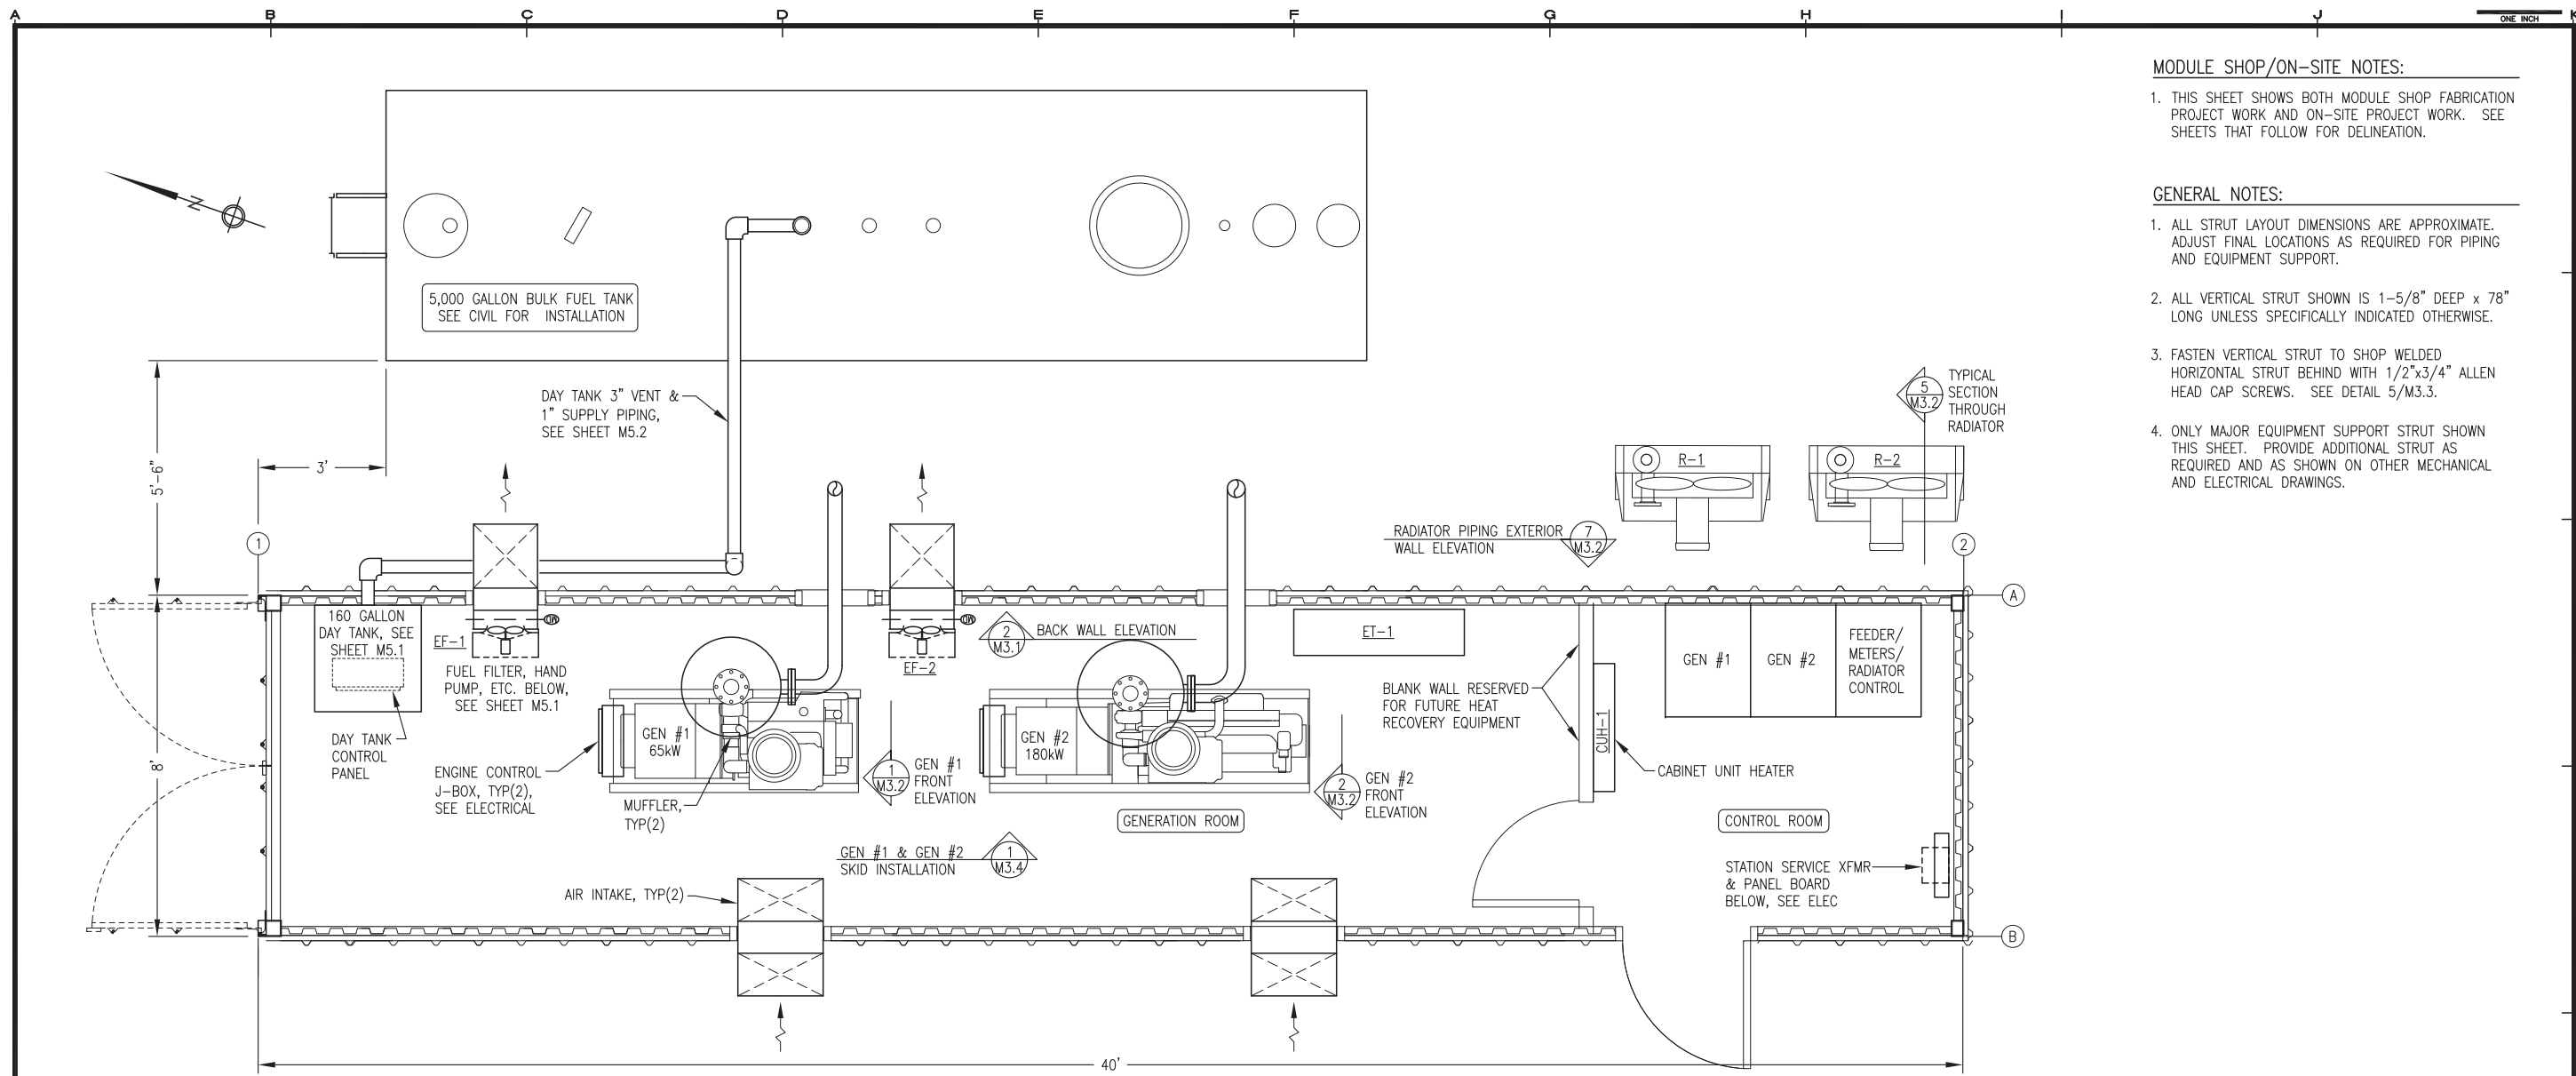 A B C D E F G H I J K
ONE INCH
MODULE SHOP/ON-SITE NOTES:
1. THIS SHEET SHOWS BOTH MODULE SHOP FABRICATION
PROJECT WORK AND ON-SITE PROJECT WORK. SEE
SHEETS THAT FOLLOW FOR DELINEATION.
GENERAL NOTES:
1. ALL STRUT LAYOUT DIMENSIONS ARE APPROXIMATE.
ADJUST FINAL LOCATIONS AS REQUIRED FOR PIPING
AND EQUIPMENT SUPPORT.
2. ALL VERTICAL STRUT SHOWN IS 1-5/8" DEEP x 78"
LONG UNLESS SPECIFICALLY INDICATED OTHERWISE.
3. FASTEN VERTICAL STRUT TO SHOP WELDED
HORIZONTAL STRUT BEHIND WITH 1/2"x3/4" ALLEN
HEAD CAP SCREWS. SEE DETAIL 5/M3.3.
4. ONLY MAJOR EQUIPMENT SUPPORT STRUT SHOWN
THIS SHEET. PROVIDE ADDITIONAL STRUT AS
REQUIRED AND AS SHOWN ON OTHER MECHANICAL
AND ELECTRICAL DRAWINGS.
N
5,000 GALLON BULK FUEL TANK
SEE CIVIL FOR INSTALLATION
DAY TANK 3" VENT &
1" SUPPLY PIPING,
SEE SHEET M5.2
3'
5'-6"
5
M3.2
TYPICAL
SECTION
THROUGH
RADIATOR
R-1
R-2
RADIATOR PIPING EXTERIOR
WALL ELEVATION
7
M3.2
1
2
A
B
160 GALLON
DAY TANK, SEE
SHEET M5.1
EF-1
FUEL FILTER, HAND
PUMP, ETC. BELOW,
SEE SHEET M5.1
EF-2
2
M3.1
BACK WALL ELEVATION
ET-1
BLANK WALL RESERVED
FOR FUTURE HEAT
RECOVERY EQUIPMENT
CUH-1
GEN #1
GEN #2
FEEDER/
METERS/
RADIATOR
CONTROL
DAY TANK
CONTROL
PANEL
8'
ENGINE CONTROL
J-BOX, TYP(2),
SEE ELECTRICAL
GEN #1
65kW
MUFFLER,
TYP(2)
1
M3.2
GEN #1
FRONT
ELEVATION
GEN #2
180kW
2
M3.2
GEN #2
FRONT
ELEVATION
CABINET UNIT HEATER
GENERATION ROOM
CONTROL ROOM
GEN #1 & GEN #2
SKID INSTALLATION
1
M3.4
AIR INTAKE, TYP(2)
STATION SERVICE XFMR
& PANEL BOARD
BELOW, SEE ELEC
40'